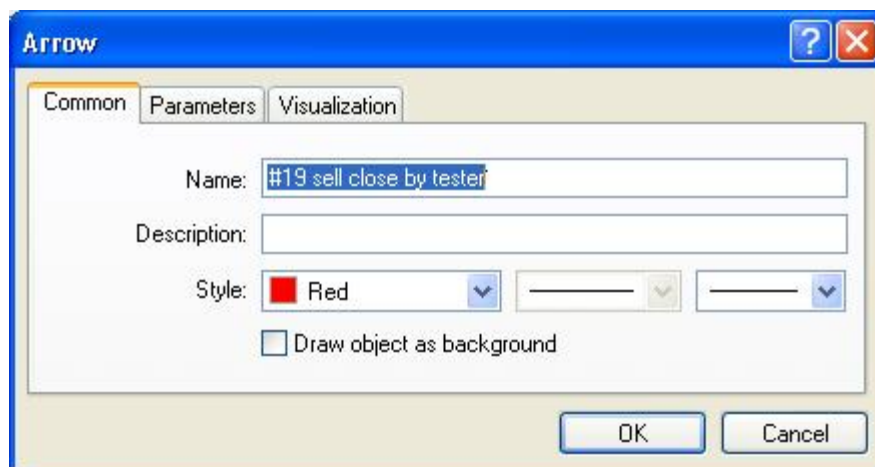 Arrow
Common Parameters Visualization
Name: #19 sell close by tester
Description:
Style: Red
Draw object as background
OK Cancel